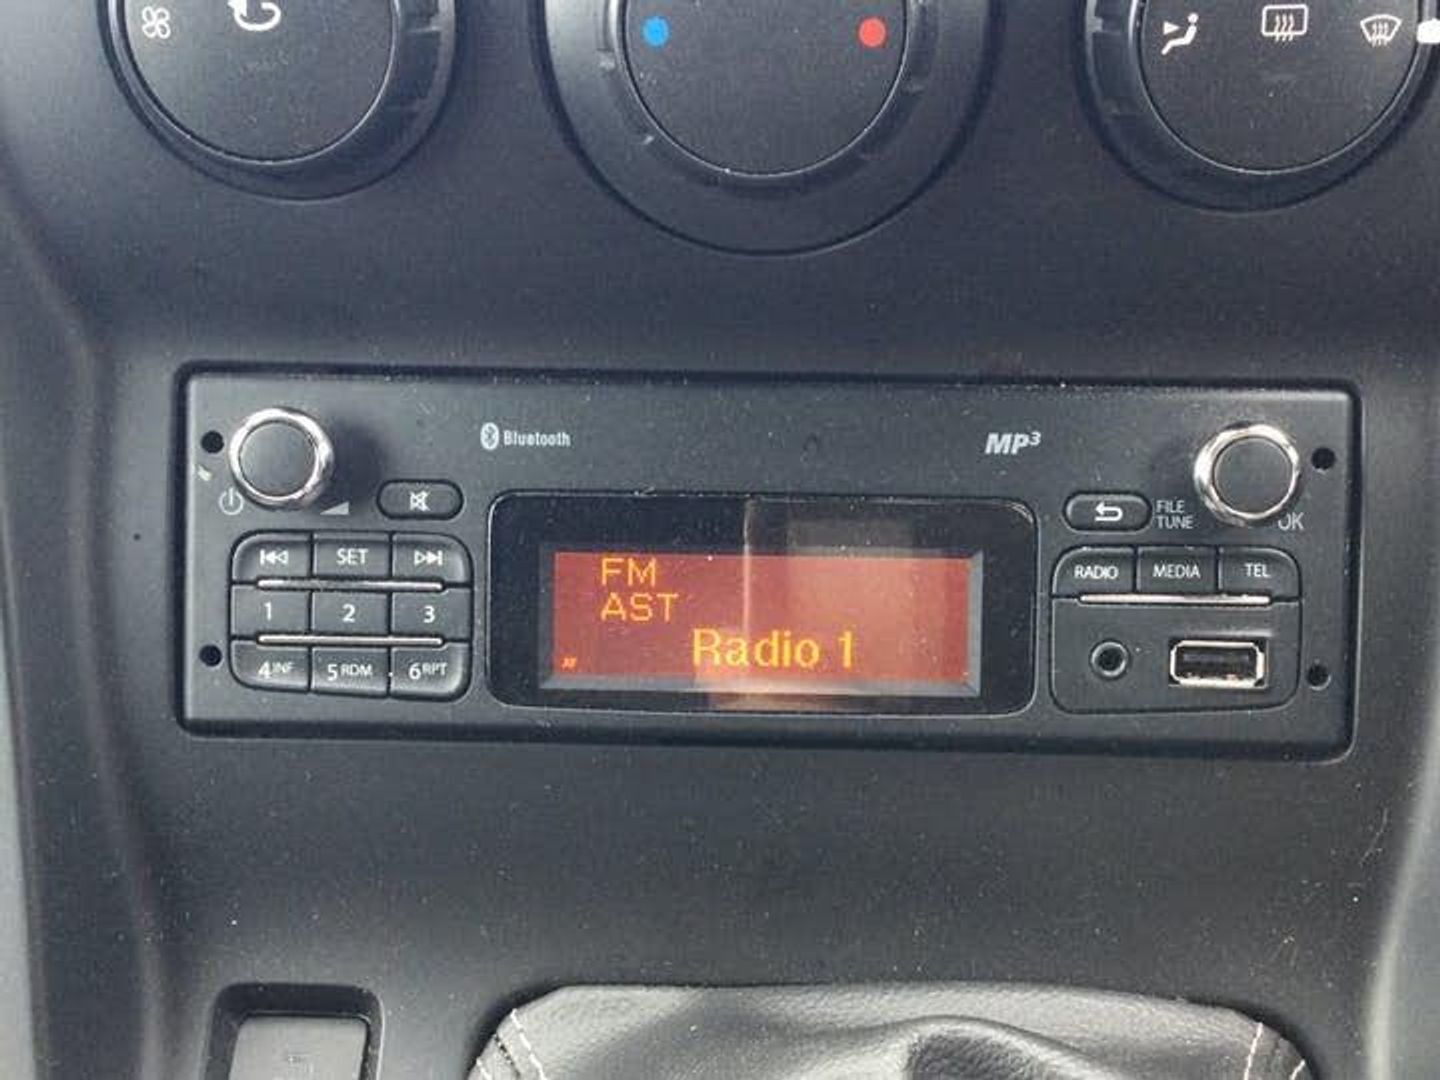 Bluetooth
MP3
FILE
TUNE
OK
SET
1
2
3
4 INF
5 RDM
6 RPT
FM
AST
Radio 1
AF
RADIO
MEDIA
TEL